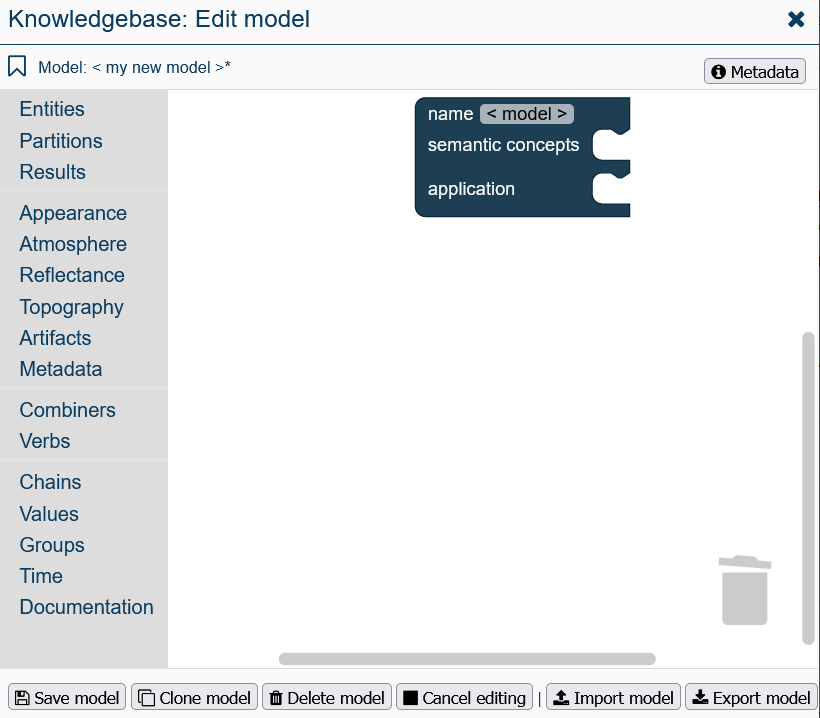 Knowledgebase: Edit model
Model: < my new model >*
Metadata
Entities
Partitions
Results
Appearance
Atmosphere
Reflectance
Topography
Artifacts
Metadata
Combiners
Verbs
Chains
Values
Groups
Time
Documentation
name < model >
semantic concepts
application
Save model Clone model Delete model Cancel editing | Import model Export model